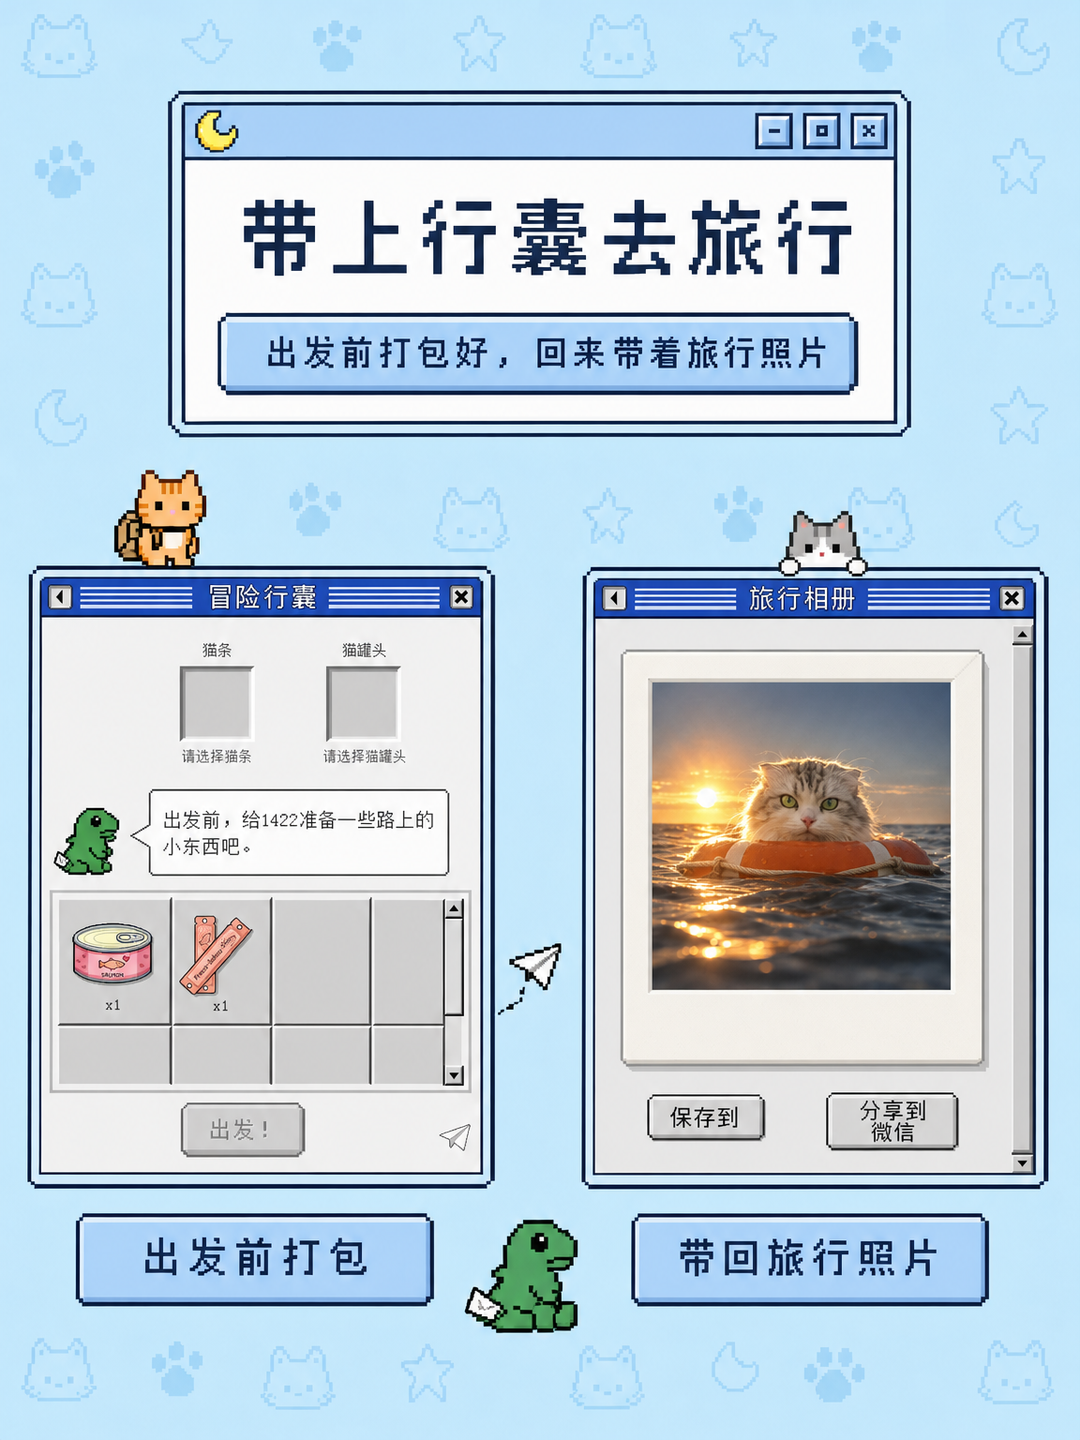 带上行囊去旅行
出发前打包好，回来带着旅行照片
冒险行囊
猫条
猫罐头
请选择猫条
请选择猫罐头
出发前，给1422准备一些路上的
小东西吧。
SALMON
x1
x1
出发！
旅行相册
保存到
分享到
微信
出发前打包
带回旅行照片